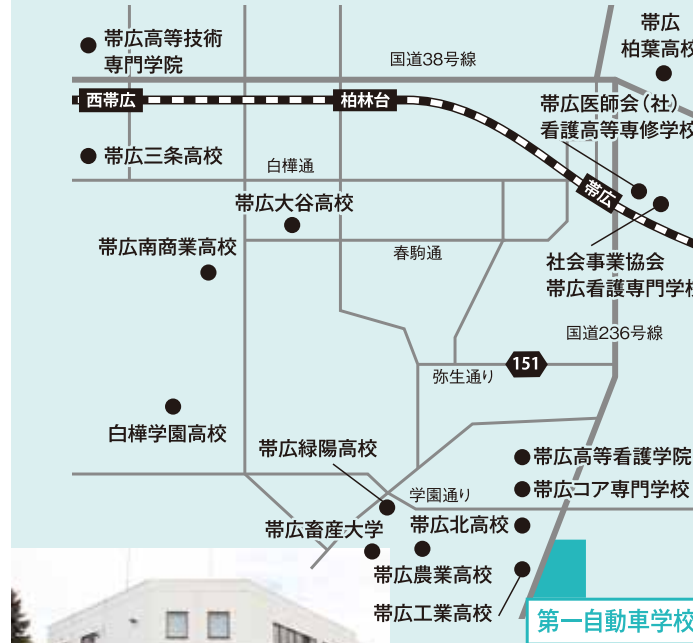 帯広高等技術
専門学院
国道38号線
帯広
柏葉高校
西帯広
柏林台
帯広医師会（社）
看護高等専修学校
帯広三条高校
白樺通
帯広
帯広大谷高校
帯広南商業高校
春駒通
社会事業協会
帯広看護専門学校
国道236号線
151
弥生通り
白樺学園高校
帯広緑陽高校
帯広高等看護学院
帯広コア専門学校
学園通り
帯広畜産大学
帯広北高校
帯広農業高校
帯広工業高校
第一自動車学校